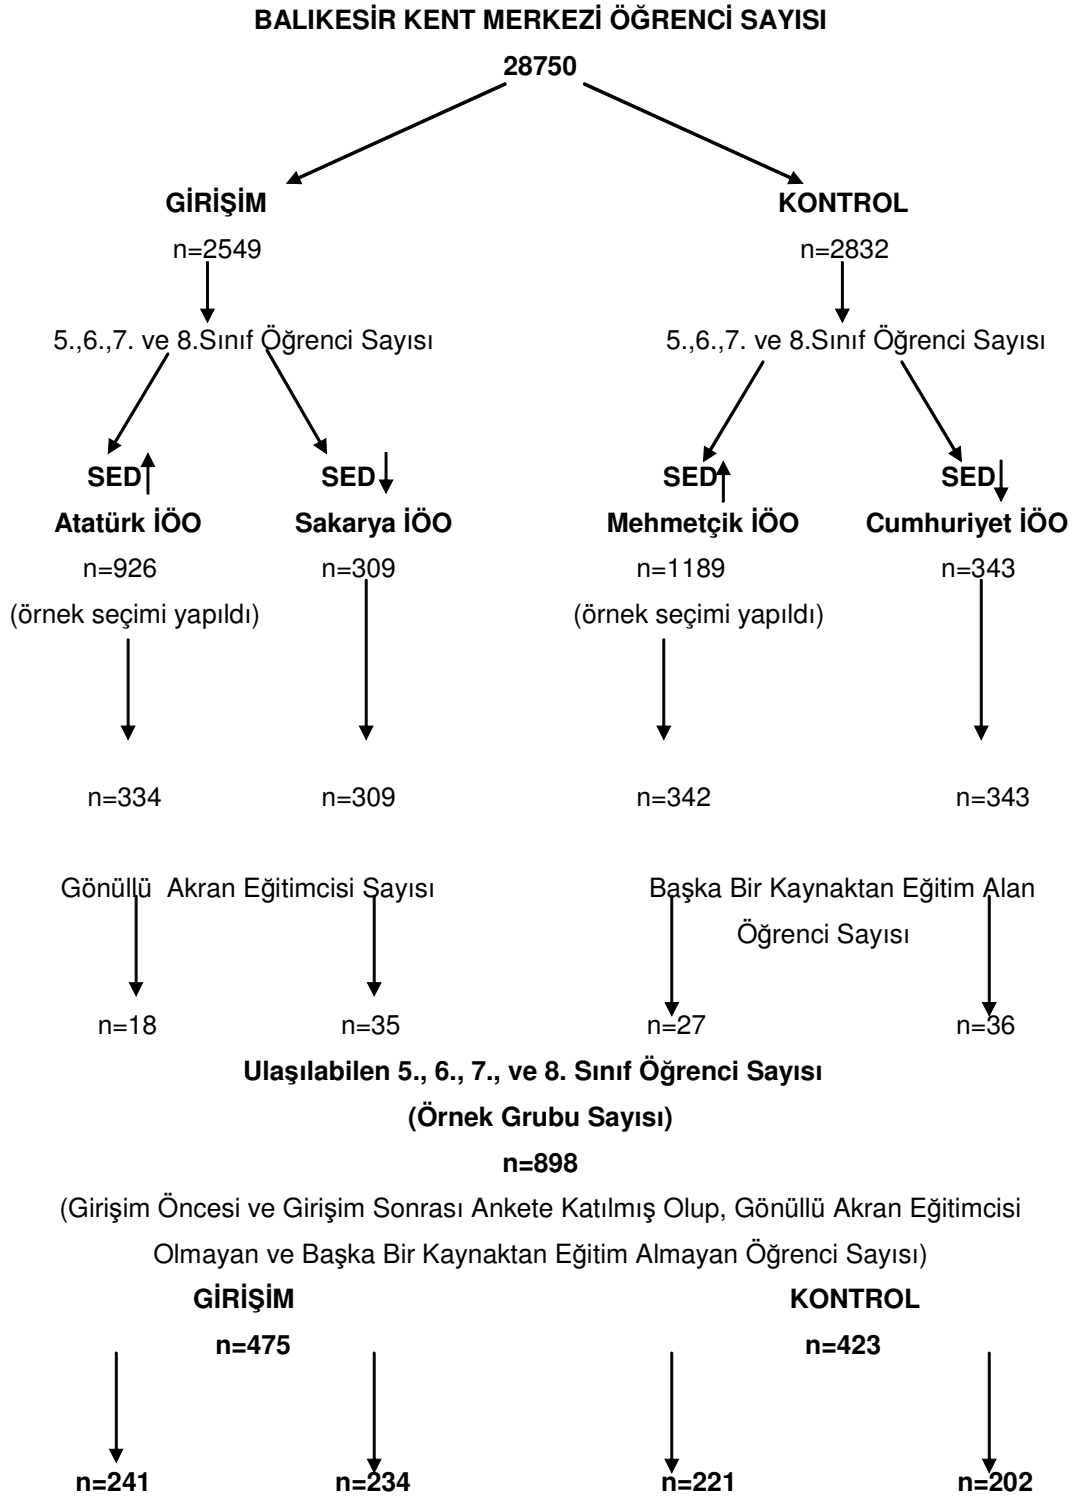 BALIKESİR KENT MERKEZİ ÖĞRENCİ SAYISI
28750
GİRİŞİM KONTROL
n=2549 n=2832
5.,6.,7. ve 8.Sınıf Öğrenci Sayısı 5.,6.,7. ve 8.Sınıf Öğrenci Sayısı
SED SED SED SED
Atatürk İÖO Sakarya İÖO Mehmetçik İÖO Cumhuriyet İÖO
n=926 n=309 n=1189 n=343
(örnek seçimi yapıldı) (örnek seçimi yapıldı)
n=334 n=309 n=342 n=343
Gönüllü Akran Eğitimcisi Sayısı Başka Bir Kaynaktan Eğitim Alan
Öğrenci Sayısı
n=18 n=35 n=27 n=36
Ulaşılabilen 5., 6., 7., ve 8. Sınıf Öğrenci Sayısı
(Örnek Grubu Sayısı)
n=898
(Girişim Öncesi ve Girişim Sonrası Ankete Katılmış Olup, Gönüllü Akran Eğitimcisi
Olmayan ve Başka Bir Kaynaktan Eğitim Almayan Öğrenci Sayısı)
GİRİŞİM KONTROL
n=475 n=423
n=241 n=234 n=221 n=202